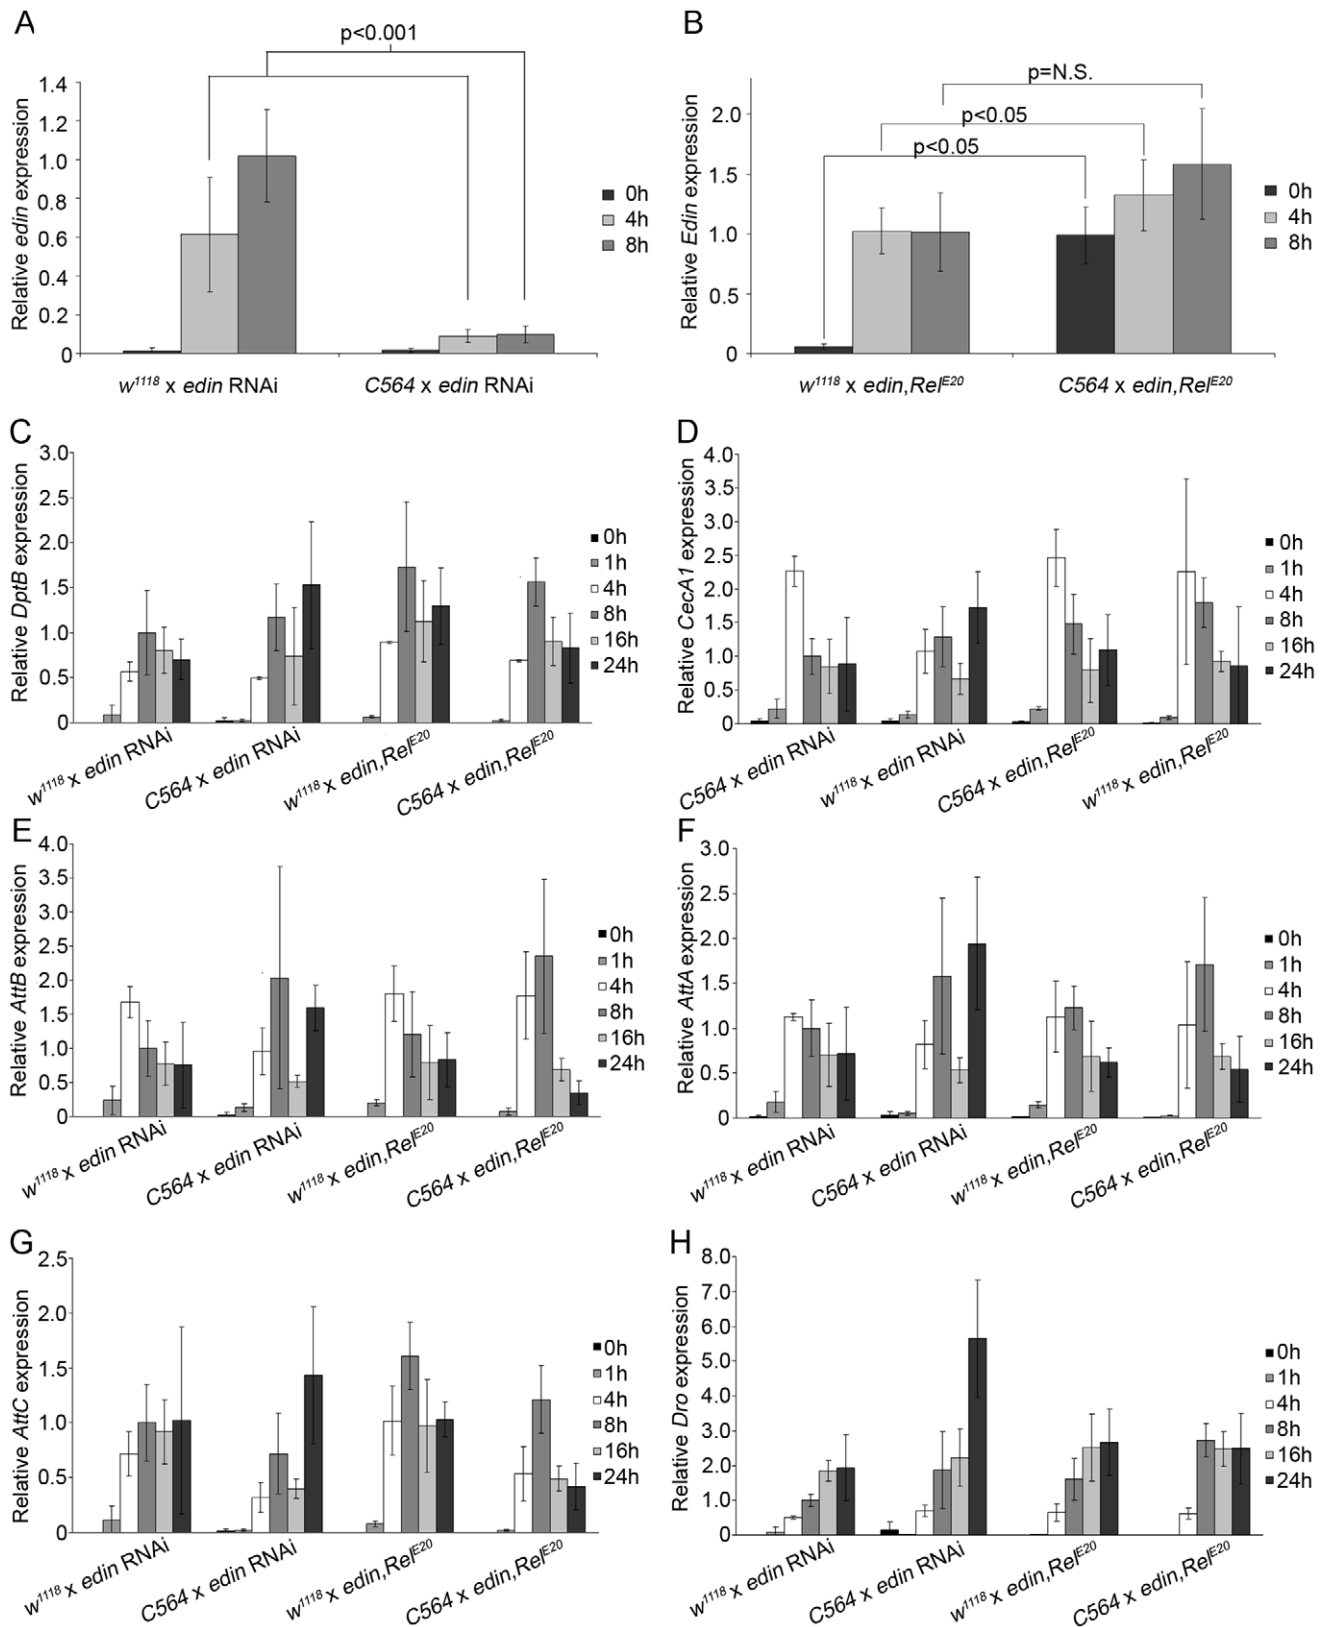 A
p<0.001
Relative edin expression
1.4
1.2
1.0
0.8
0.6
0.4
0.2
0
0h
4h
8h
w1118 x edin RNAi
C564 x edin RNAi
B
p=N.S.
p<0.05
p<0.05
Relative Edin expression
2.0
1.5
1.0
0.5
0
0h
4h
8h
w1118 x edin,RelE20
C564 x edin,RelE20
C
Relative DptB expression
3.0
2.5
2.0
1.5
1.0
0.5
0
0h
1h
4h
8h
16h
24h
w1118 x edin RNAi
C564 x edin RNAi
w1118 x edin,RelE20
C564 x edin,RelE20
D
Relative CecA1 expression
4.0
3.5
3.0
2.5
2.0
1.5
1.0
0.5
0
0h
1h
4h
8h
16h
24h
C564 x edin RNAi
w1118 x edin RNAi
C564 x edin,RelE20
w1118 x edin,RelE20
E
Relative AttB expression
4.0
3.5
3.0
2.5
2.0
1.5
1.0
0.5
0
0h
1h
4h
8h
16h
24h
w1118 x edin RNAi
C564 x edin RNAi
w1118 x edin,RelE20
C564 x edin,RelE20
F
Relative AttA expression
3.0
2.5
2.0
1.5
1.0
0.5
0
0h
1h
4h
8h
16h
24h
w1118 x edin RNAi
C564 x edin RNAi
w1118 x edin,RelE20
C564 x edin,RelE20
G
Relative AttC expression
2.5
2.0
1.5
1.0
0.5
0
0h
1h
4h
8h
16h
24h
w1118 x edin RNAi
C564 x edin RNAi
w1118 x edin,RelE20
C564 x edin,RelE20
H
Relative Dro expression
8.0
7.0
6.0
5.0
4.0
3.0
2.0
1.0
0
0h
1h
4h
8h
16h
24h
w1118 x edin RNAi
C564 x edin RNAi
w1118 x edin,RelE20
C564 x edin,RelE20